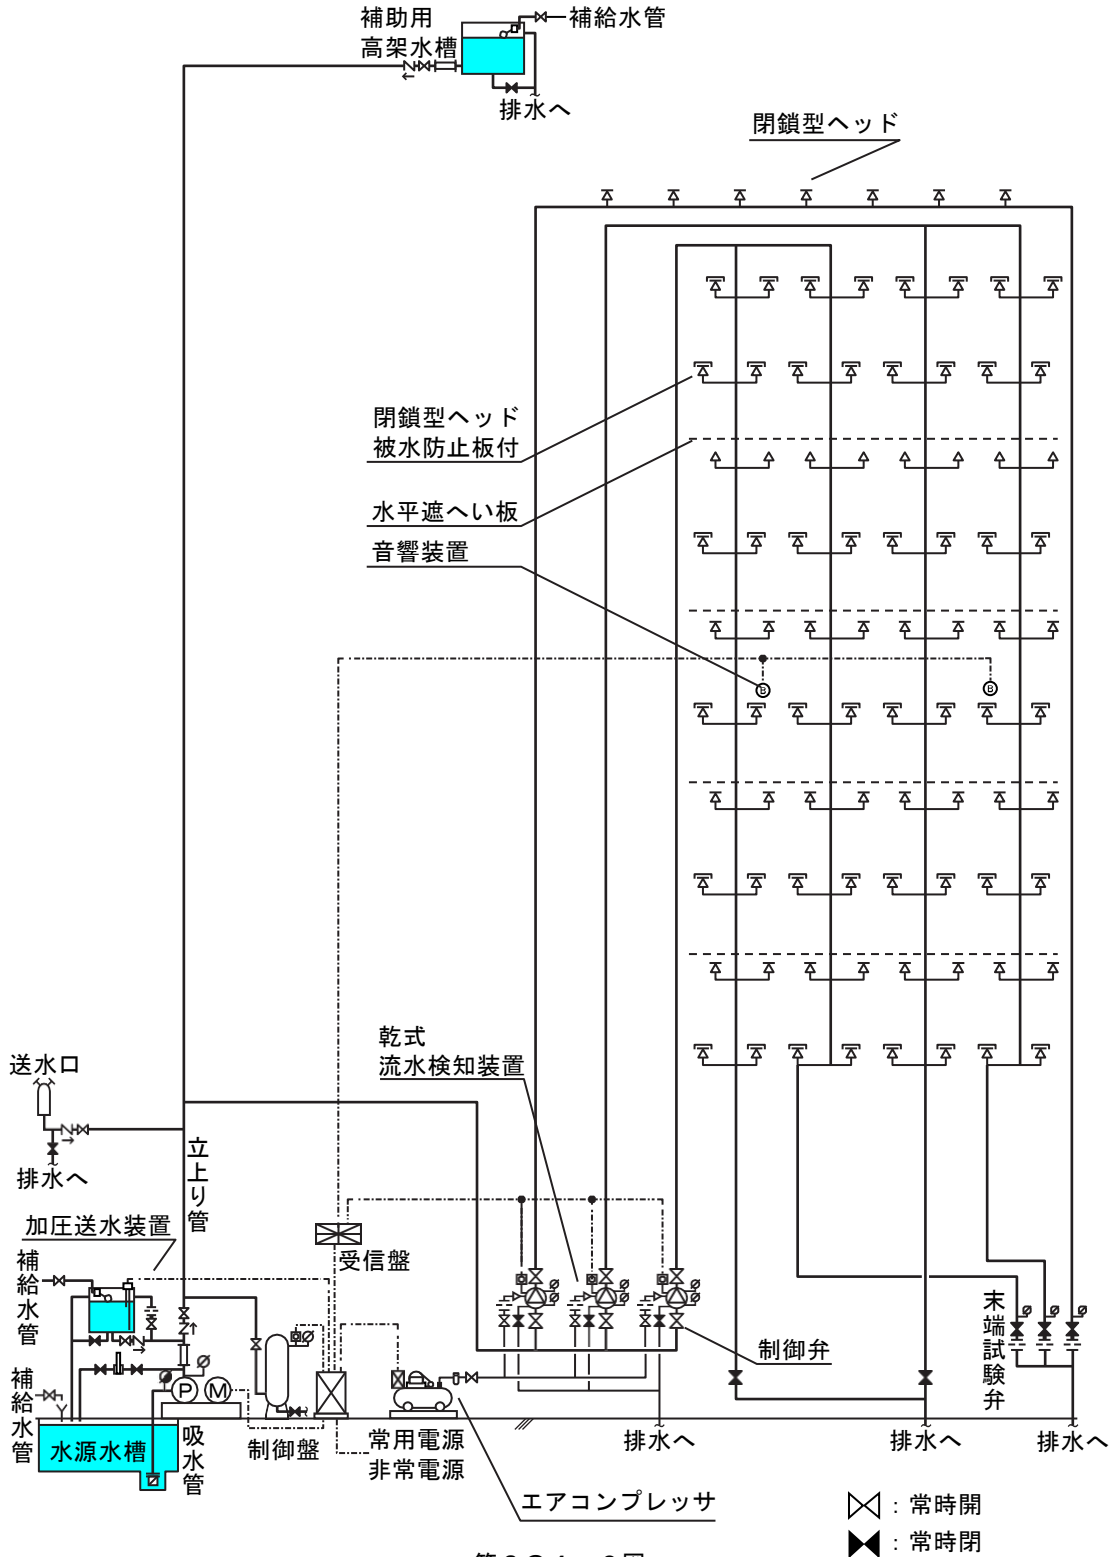 補助用
高架水槽
補給水管
排水へ
閉鎖型ヘッド
閉鎖型ヘッド
被水防止板付
水平遮へい板
音響装置
B
B
乾式
流水検知装置
送水口
排水へ
立上り管
加圧送水装置
受信盤
補給水管
制御弁
末端試験弁
補給水管
P
M
水源水槽
吸水管
制御盤
常用電源
非常電源
排水へ
排水へ
排水へ
エアコンプレッサ
：常時開
：常時閉